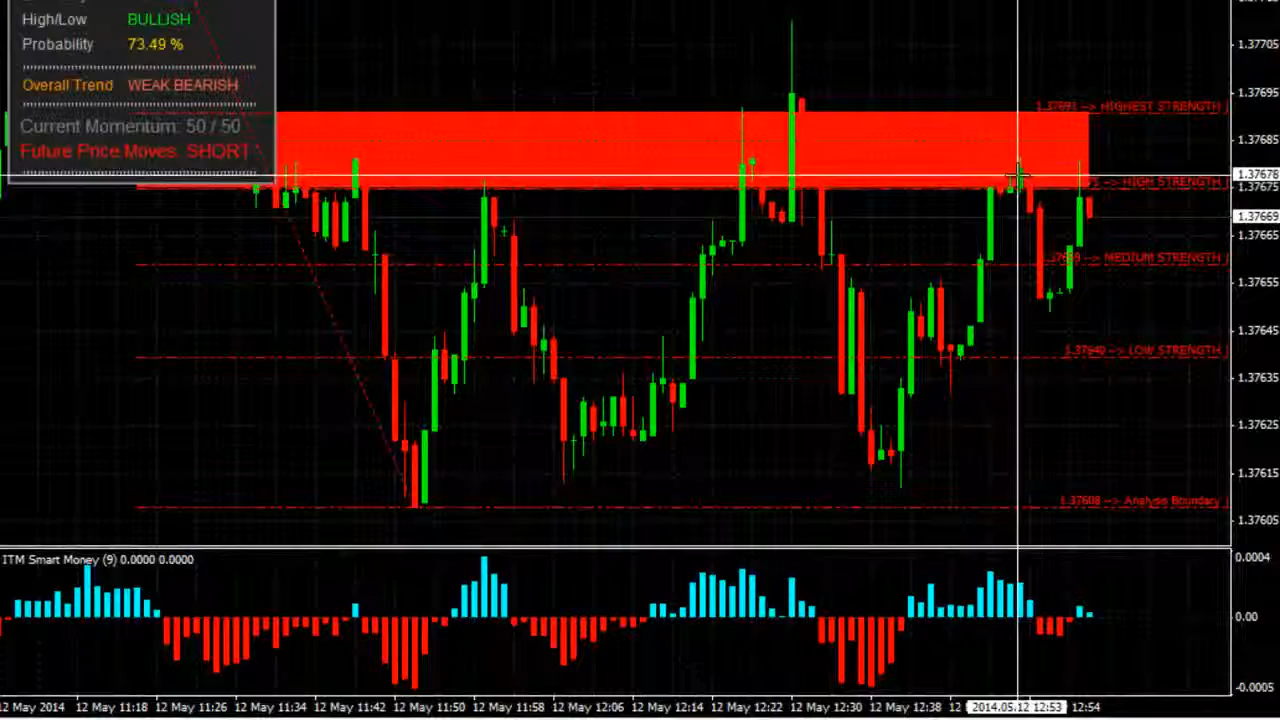 High/Low BULLISH
Probability 73.49 %
Overall Trend WEAK BEARISH
Current Momentum: 50 / 50
Future Price Moves: SHORT
1.37705
1.37695
1.37691 --> HIGHEST STRENGTH
1.37685
1.37678
1.37675
--> HIGH STRENGTH
1.37669
1.37665
--> MEDIUM STRENGTH
1.37655
1.37645
1.37640 --> LOW STRENGTH
1.37635
1.37625
1.37615
1.37608 --> Analysis Boundary
1.37605
ITM Smart Money (9) 0.0000 0.0000
0.0004
0.00
-0.0005
12 May 2014 12 May 11:18 12 May 11:26 12 May 11:34 12 May 11:42 12 May 11:50 12 May 11:58 12 May 12:06 12 May 12:14 12 May 12:22 12 May 12:30 12 May 12:38 12 2014.05.12 12:53 12:54